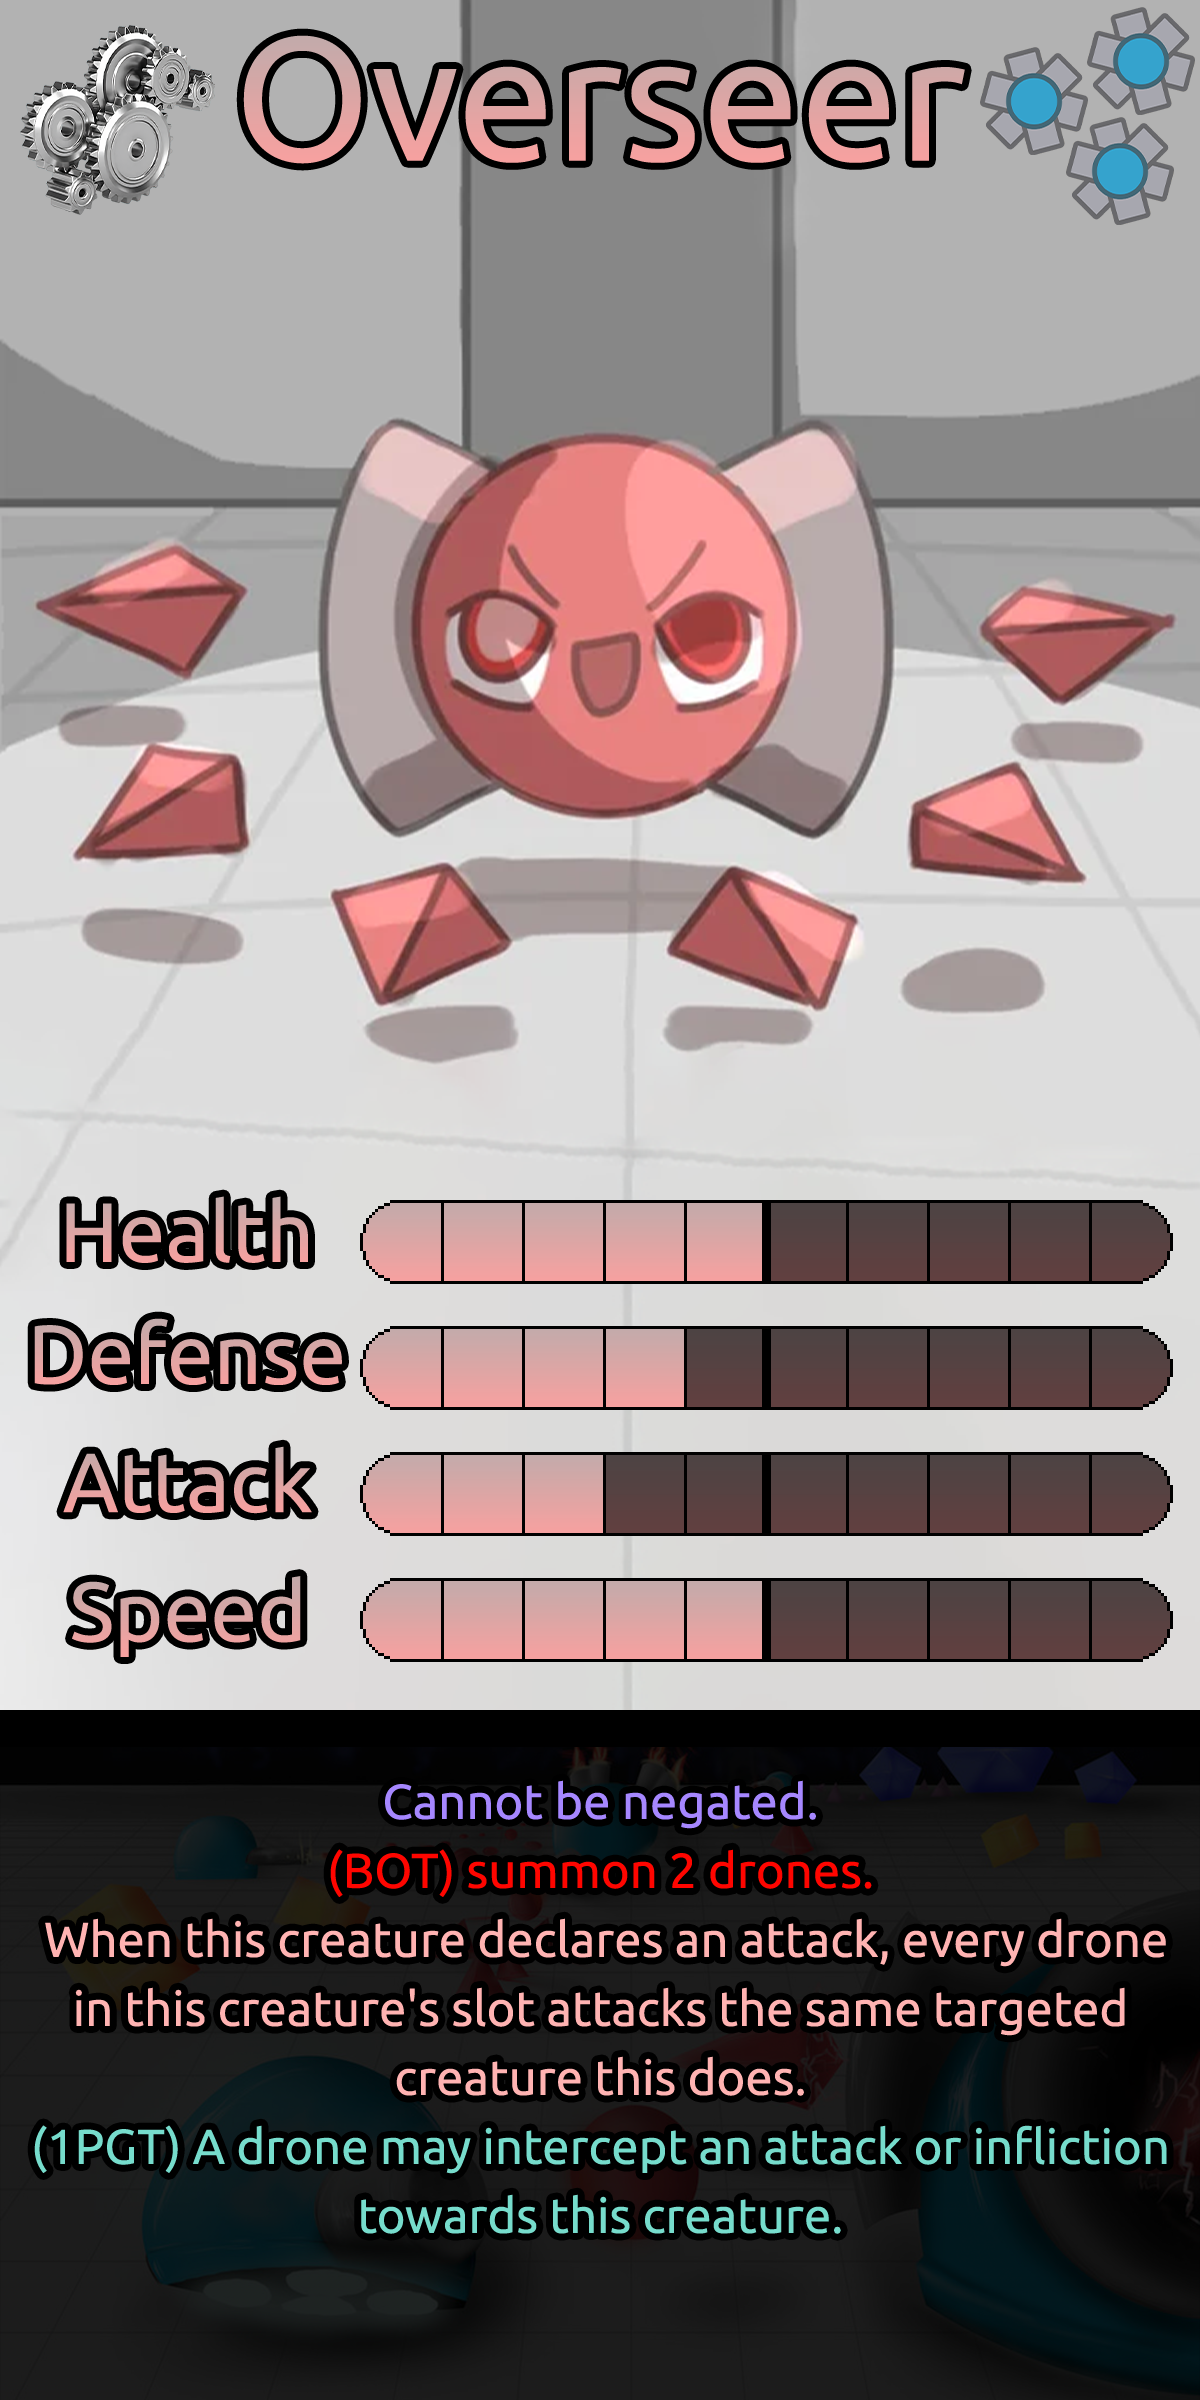 Overseer
Health
Defense
Attack
Speed
Cannot be negated.
(BOT) summon 2 drones.
When this creature declares an attack, every drone
in this creature's slot attacks the same targeted
creature this does.
(1PGT) A drone may intercept an attack or infliction
towards this creature.